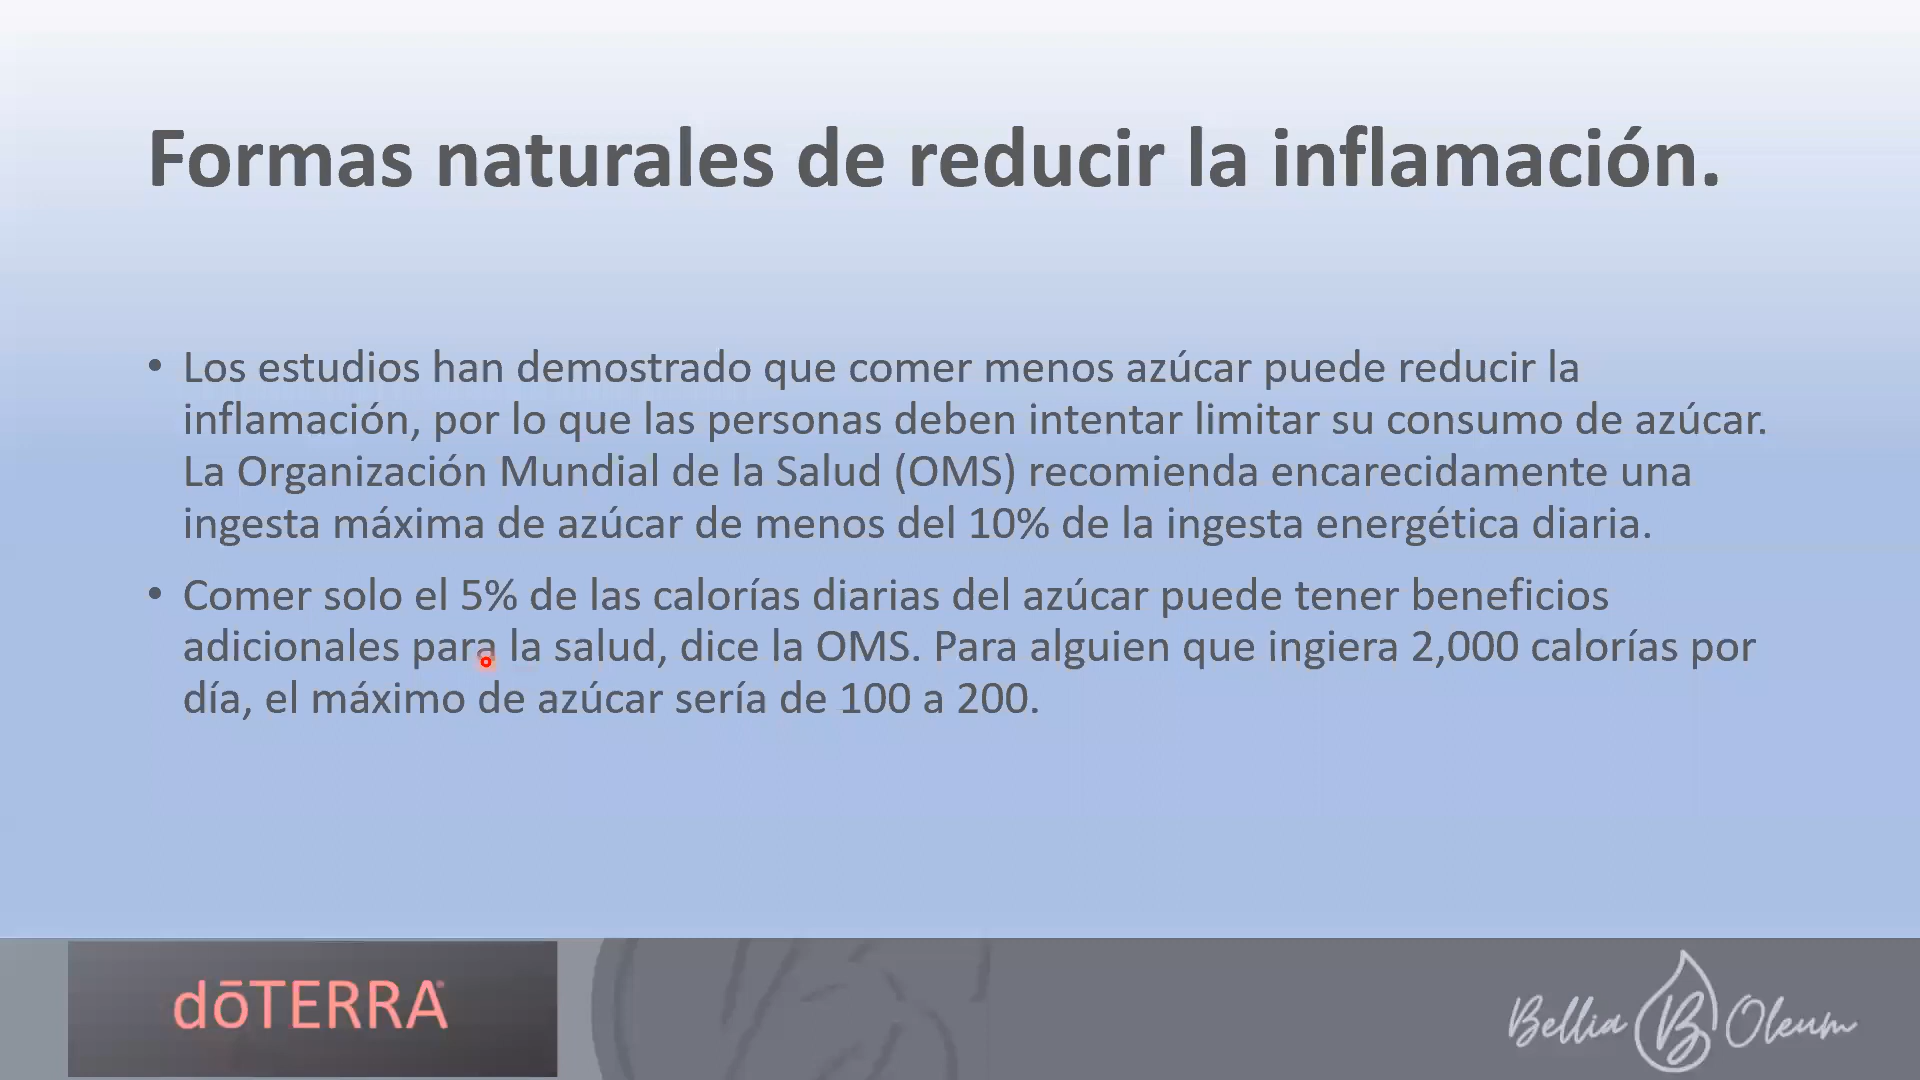 Formas naturales de reducir la inflamación.
• Los estudios han demostrado que comer menos azúcar puede reducir la
inflamación, por lo que las personas deben intentar limitar su consumo de azúcar.
La Organización Mundial de la Salud (OMS) recomienda encarecidamente una
ingesta máxima de azúcar de menos del 10% de la ingesta energética diaria.
• Comer solo el 5% de las calorías diarias del azúcar puede tener beneficios
adicionales para la salud, dice la OMS. Para alguien que ingiera 2,000 calorías por
día, el máximo de azúcar sería de 100 a 200.
dōTERRA
Bellia B Oleum